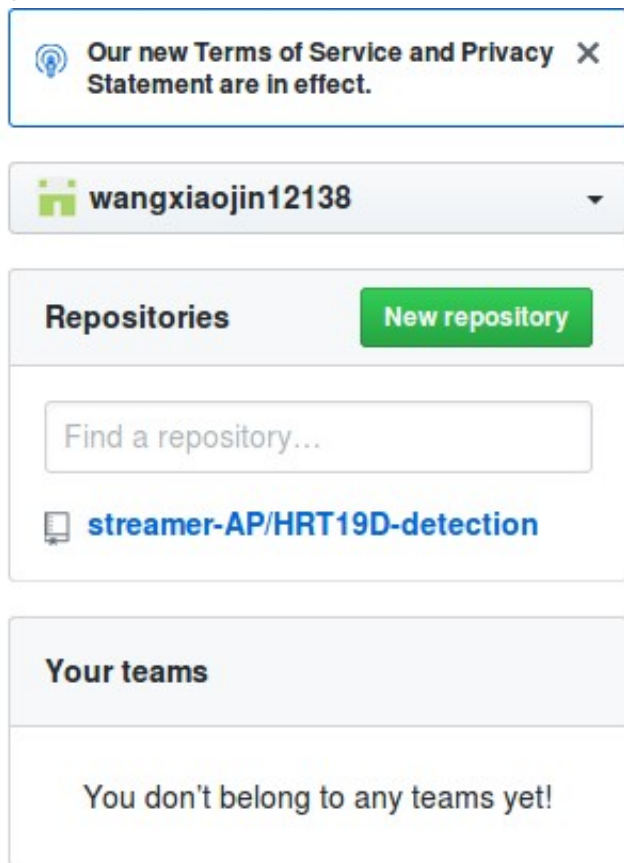 Our new Terms of Service and Privacy
Statement are in effect.
wangxiaojin12138
Repositories
New repository
Find a repository…
streamer-AP/HRT19D-detection
Your teams
You don’t belong to any teams yet!